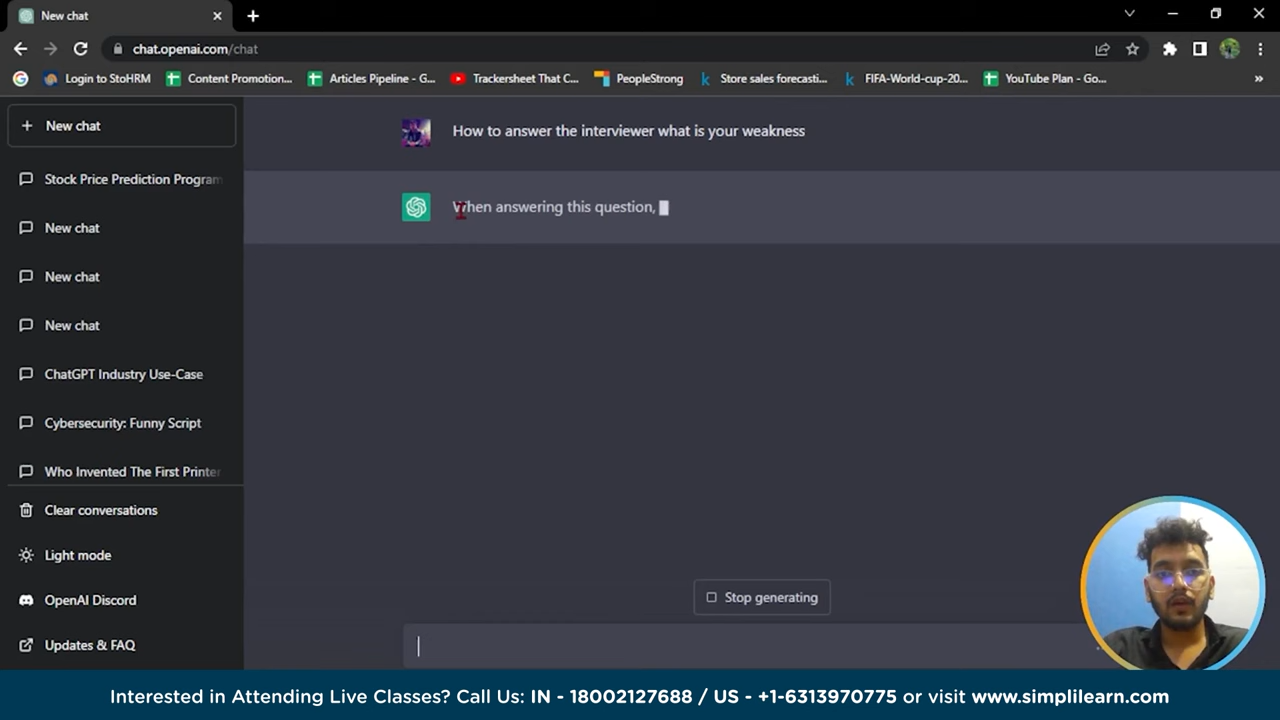 New chat
chat.openai.com/chat
Login to StoHRM
Content Promotion...
Articles Pipeline - G...
Trackersheet That C...
PeopleStrong
Store sales forecasti...
FIFA-World-cup-20...
YouTube Plan - Go...
»
+ New chat
How to answer the interviewer what is your weakness
Stock Price Prediction Program
When answering this question,
New chat
New chat
New chat
ChatGPT Industry Use-Case
Cybersecurity: Funny Script
Who Invented The First Printer
Clear conversations
Light mode
OpenAI Discord
Updates & FAQ
Stop generating
Interested in Attending Live Classes? Call Us: IN - 18002127688 / US - +1-6313970775 or visit www.simplilearn.com